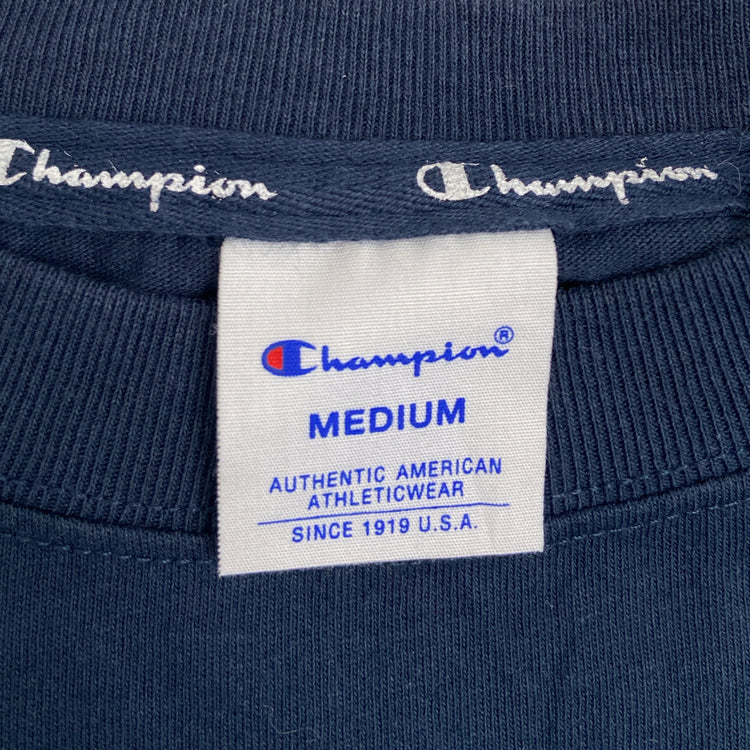 Champion Champion
Champion®
MEDIUM
AUTHENTIC AMERICAN
ATHLETICWEAR
SINCE 1919 U.S.A.